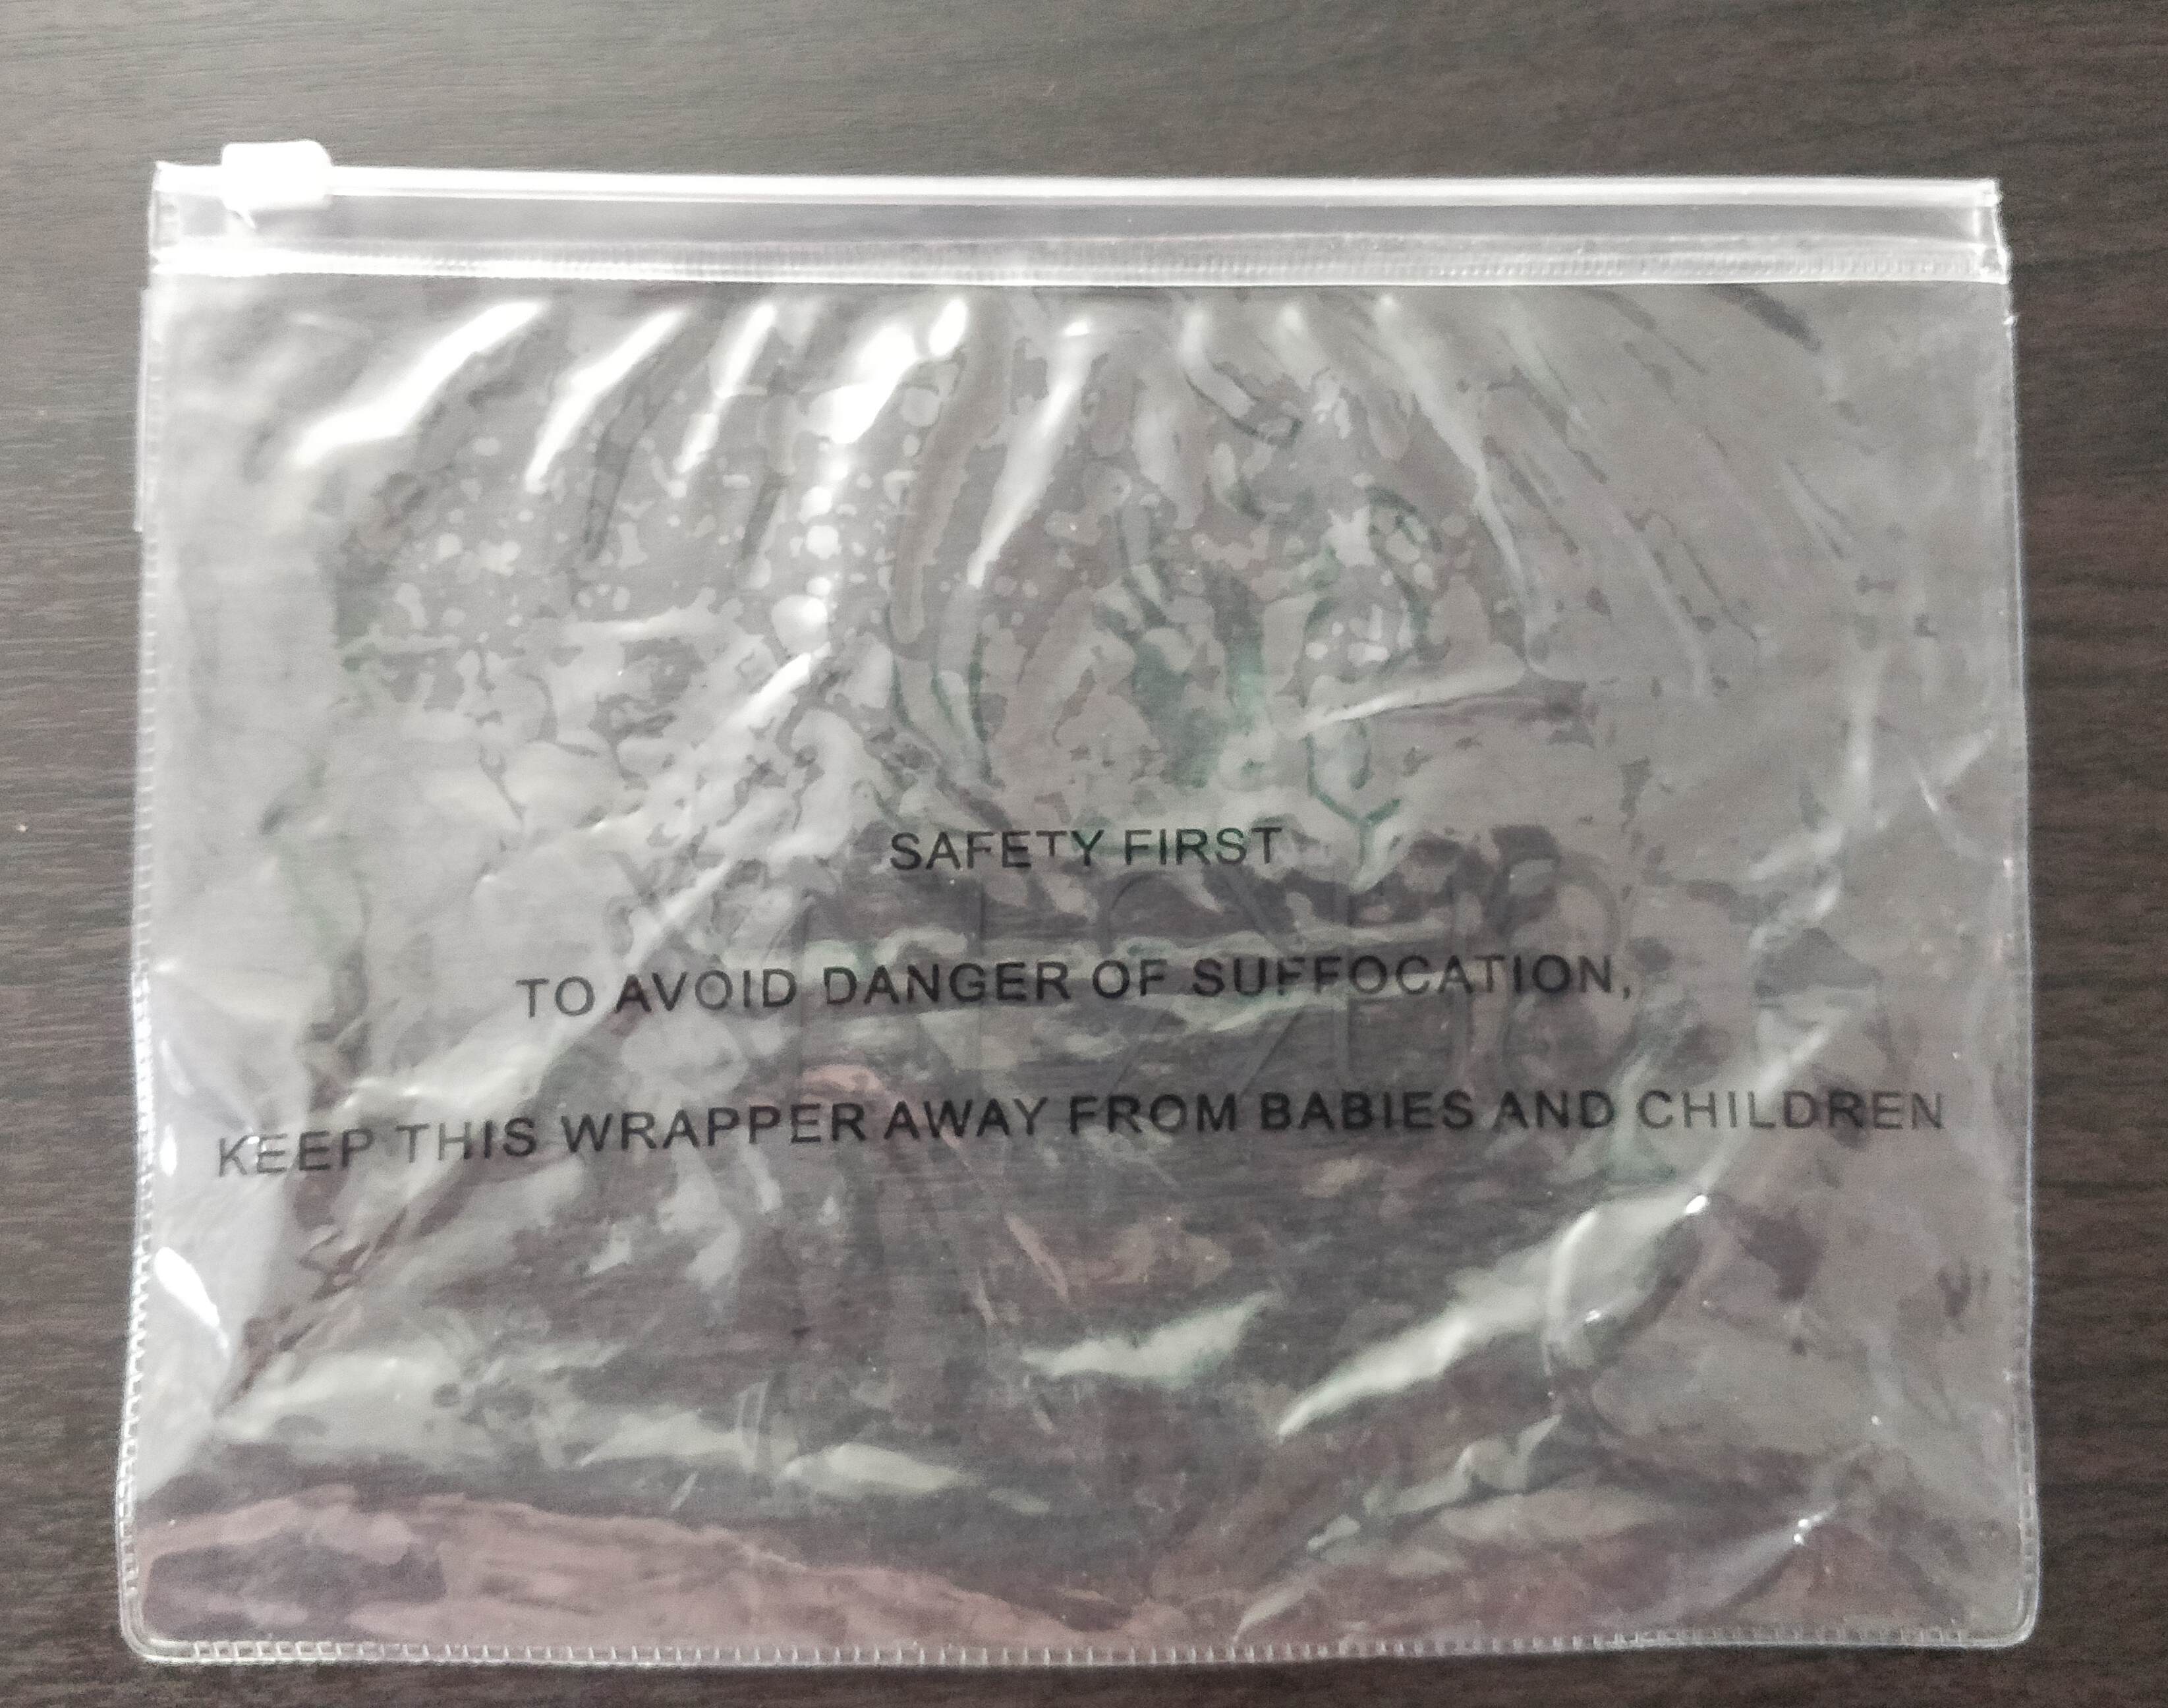 SAFETY FIRST
TO AVOID DANGER OF SUFFOCATION,
KEEP THIS WRAPPER AWAY FROM BABIES AND CHILDREN